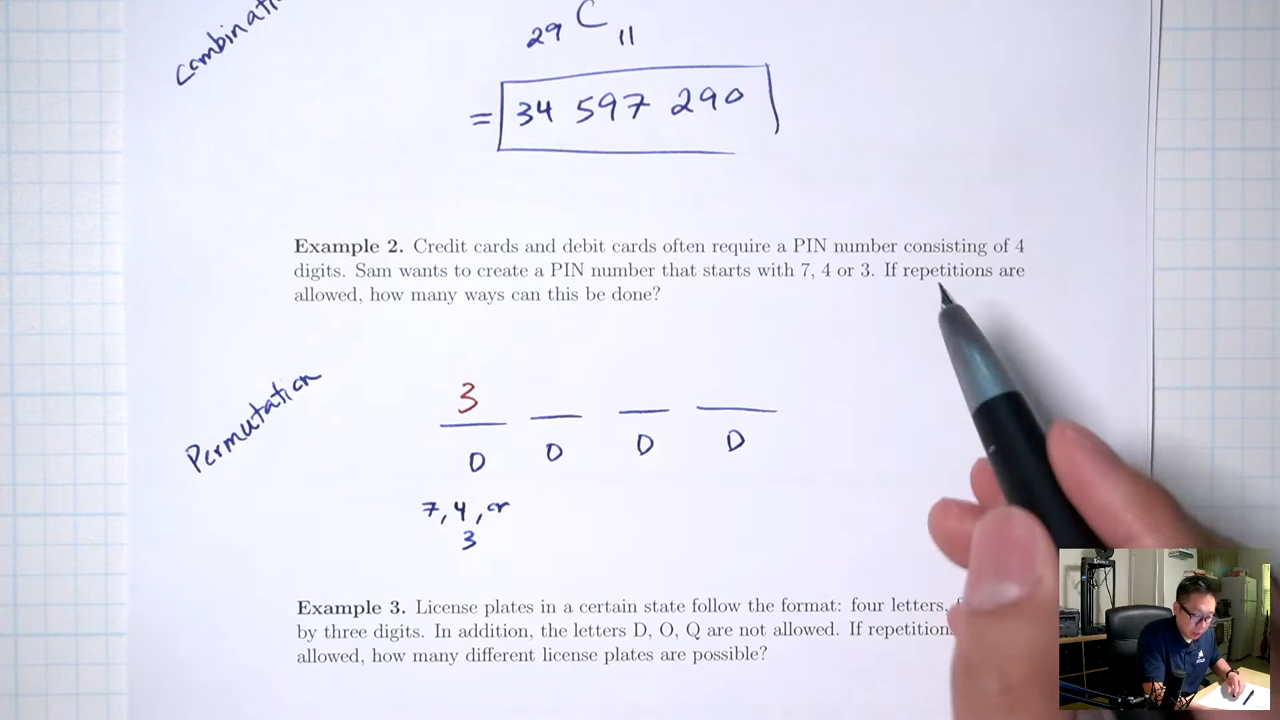 Combinati
29 C 11
= 34 597 290
Example 2. Credit cards and debit cards often require a PIN number consisting of 4
digits. Sam wants to create a PIN number that starts with 7, 4 or 3. If repetitions are
allowed, how many ways can this be done?
Permutation
3
D D D D
7, 4, or
3
Example 3. License plates in a certain state follow the format: four letters,
by three digits. In addition, the letters D, O, Q are not allowed. If repetition
allowed, how many different license plates are possible?